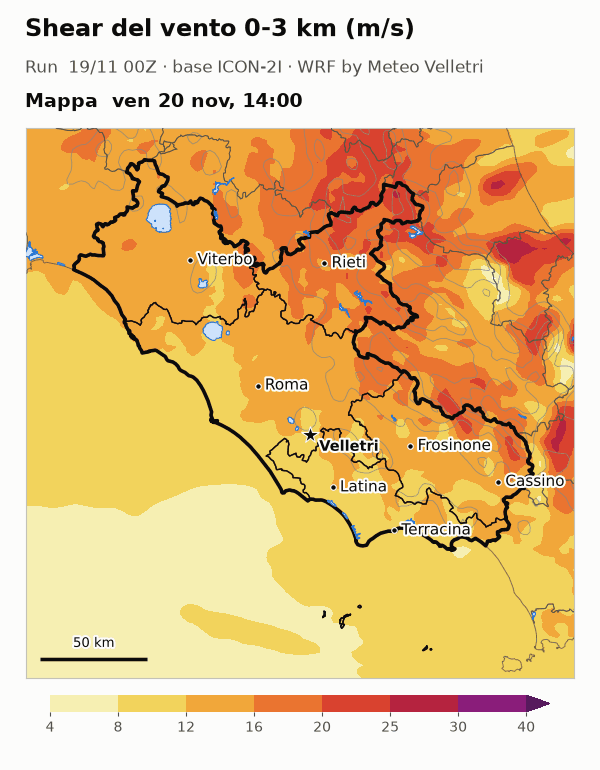 Shear del vento 0-3 km (m/s)
Run 19/11 00Z · base ICON-2I · WRF by Meteo Velletri
Mappa ven 20 nov, 14:00
Viterbo
Rieti
Roma
Velletri
Frosinone
Latina
Cassino
Terracina
50 km
4 8 12 16 20 25 30 40